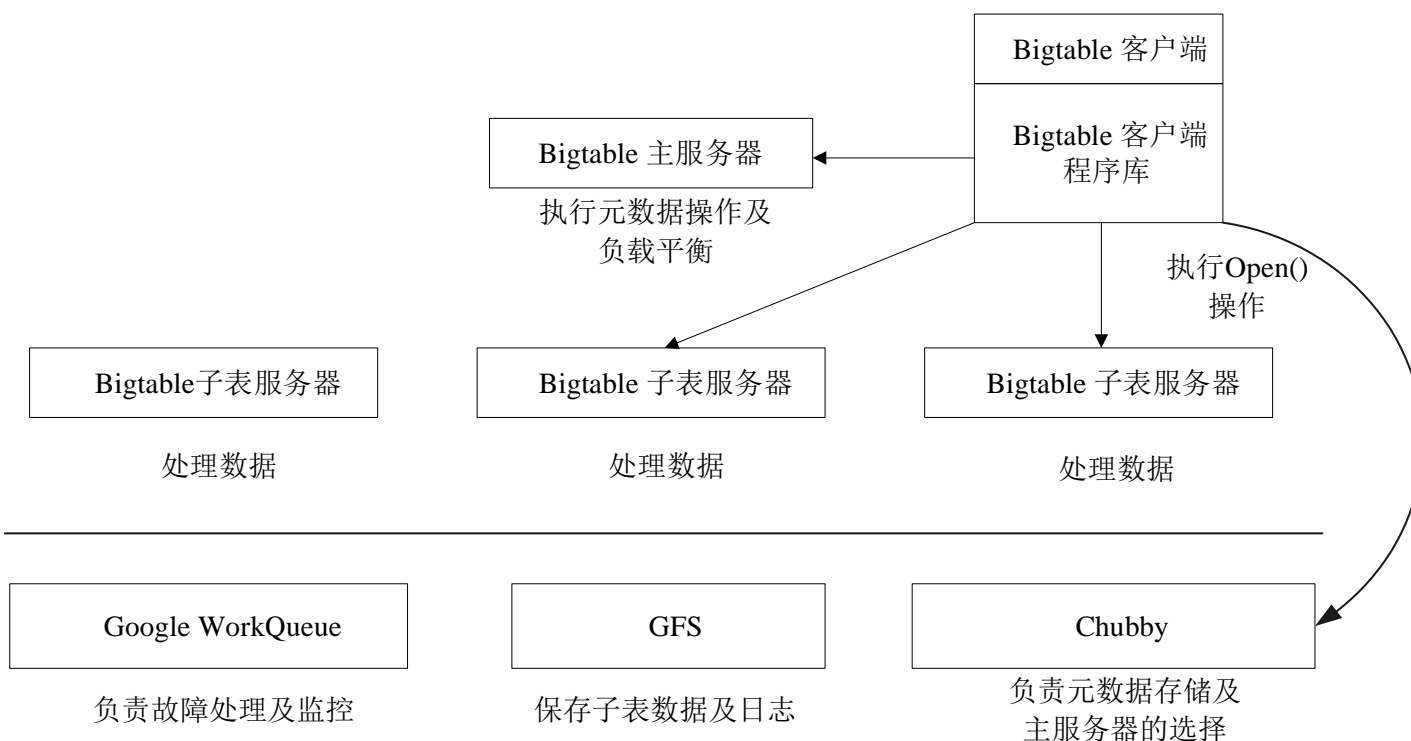 Bigtable 客户端
Bigtable 客户端
程序库
Bigtable 主服务器
执行元数据操作及
负载平衡
执行Open()
操作
Bigtable子表服务器
Bigtable 子表服务器
Bigtable 子表服务器
处理数据
处理数据
处理数据
Google WorkQueue
GFS
Chubby
负责故障处理及监控
保存子表数据及日志
负责元数据存储及
主服务器的选择